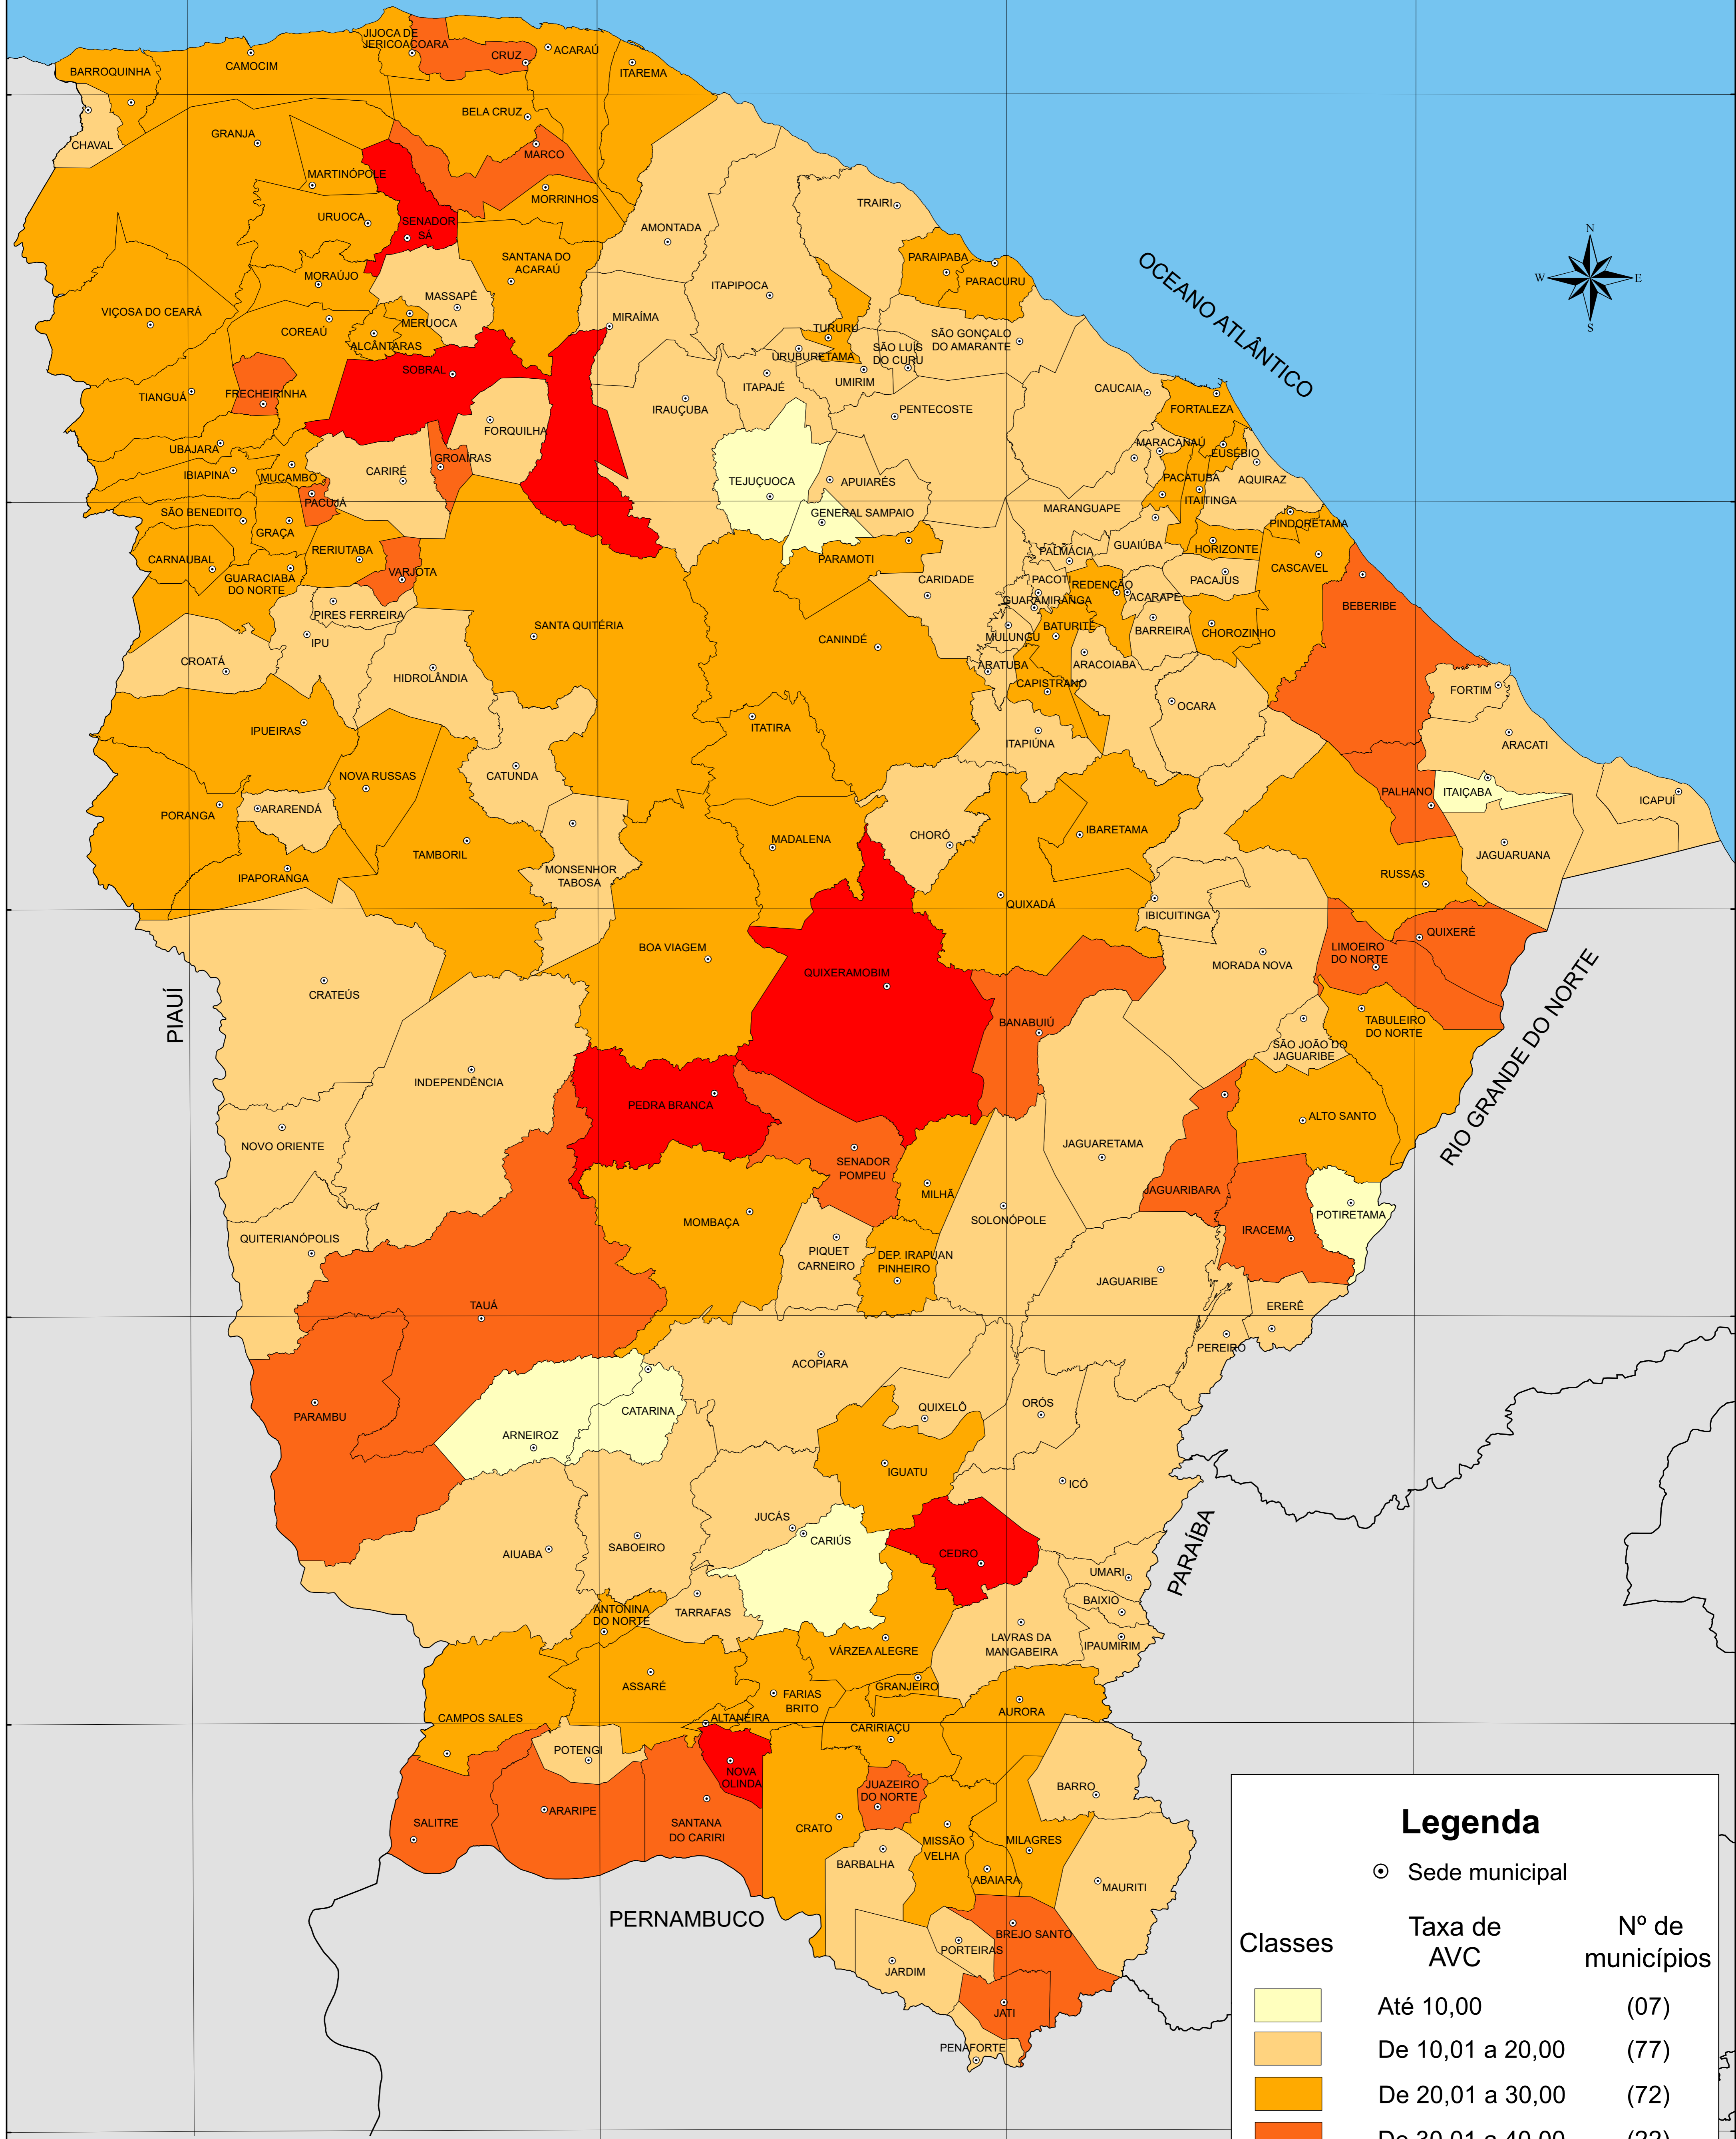 JIJOCA DE
JERICOACOARA
CRUZ
ACARAÚ
ITAREMA
BARROQUINHA
CAMOCIM
CHAVAL
BELA CRUZ
GRANJA
MARCO
MARTINÓPOLE
MORRINHOS
URUOCA
SENADOR
SÁ
TRAIRI
AMONTADA
N
W
E
S
OCEANO ATLÂNTICO
PARAIPABA
PARACURU
SANTANA DO
ACARAÚ
MORAÚJO
MASSAPÊ
ITAPIPOCA
VIÇOSA DO CEARÁ
MERUOCA
MIRAÍMA
COREAÚ
ALCÂNTARAS
TURURU
URUBURETAMA
SÃO LUÍS
DO CURU
SÃO GONÇALO
DO AMARANTE
SOBRAL
UMIRIM
ITAPAJÉ
CAUCAIA
TIANGUÁ
FRECHEIRINHA
IRAUÇUBA
PENTECOSTE
FORTALEZA
FORQUILHA
UBAJARA
MARACANAÚ
EUSÉBIO
IBIAPINA
MUCAMBO
CARIRÉ
GROAÍRAS
TEJUÇUOCA
APUIARÉS
PACATUBA
AQUIRAZ
ITAITINGA
PACUJÁ
SÃO BENEDITO
GRAÇA
GENERAL SAMPAIO
MARANGUAPE
PINDORETAMA
CARNAUBAL
RERIUTABA
PARAMOTI
PALMÁCIA
GUAIÚBA
HORIZONTE
CASCAVEL
GUARACIABA
DO NORTE
VARJOTA
CARIDADE
PACOTI
REDENÇÃO
PACAJUS
GUARAMIRANGA
ACARAPE
BEBERIBE
PIRES FERREIRA
SANTA QUITÉRIA
CANINDÉ
MULUNGU
BATURITÉ
BARREIRA
CHOROZINHO
IPU
CROATÁ
HIDROLÂNDIA
ARATUBA
ARACOIABA
CAPISTRANO
FORTIM
OCARA
IPUEIRAS
ITATIRA
ITAPIÚNA
ARACATI
NOVA RUSSAS
CATUNDA
PALHANO
ITAIÇABA
ICAPUÍ
PORANGA
ARARENDÁ
MADALENA
CHORÓ
IBARETAMA
TAMBORIL
JAGUARUANA
IPAPORANGA
MONSENHOR
TABOSA
RUSSAS
QUIXADÁ
IBICUITINGA
QUIXERÉ
BOA VIAGEM
LIMOEIRO
DO NORTE
MORADA NOVA
QUIXERAMOBIM
PIAUÍ
CRATEÚS
RIO GRANDE DO NORTE
BANABUIÚ
TABULEIRO
DO NORTE
SÃO JOÃO DO
JAGUARIBE
INDEPENDÊNCIA
PEDRA BRANCA
ALTO SANTO
NOVO ORIENTE
JAGUARETAMA
SENADOR
POMPEU
MILHÃ
JAGUARIBARA
POTIRETAMA
MOMBAÇA
SOLONÓPOLE
IRACEMA
QUITERIANÓPOLIS
PIQUET
CARNEIRO
DEP. IRAPUAN
PINHEIRO
JAGUARIBE
TAUÁ
ERERÊ
PEREIRO
ACOPIARA
PARAMBU
CATARINA
QUIXELÔ
ORÓS
ARNEIROZ
IGUATU
ICÓ
JUCÁS
CARIÚS
SABOEIRO
AIUABA
CEDRO
PARAÍBA
UMARI
BAIXIO
ANTONINA
DO NORTE
TARRAFAS
LAVRAS DA
MANGABEIRA
IPAUMIRIM
VÁRZEA ALEGRE
ASSARÉ
FARIAS
BRITO
GRANJEIRO
AURORA
CAMPOS SALES
ALTANEIRA
CARIRIAÇU
POTENGI
NOVA
OLINDA
JUAZEIRO
DO NORTE
BARRO
SALITRE
ARARIPE
SANTANA
DO CARIRI
CRATO
MISSÃO
VELHA
MILAGRES
BARBALHA
ABAIARA
MAURITI
PERNAMBUCO
BREJO SANTO
PORTEIRAS
JARDIM
JATI
PENAFORTE
Legenda
Sede municipal
Classes
Taxa de
AVC
Nº de
municípios
Até 10,00 (07)
De 10,01 a 20,00 (77)
De 20,01 a 30,00 (72)
De 30,01 a 40,00 (22)